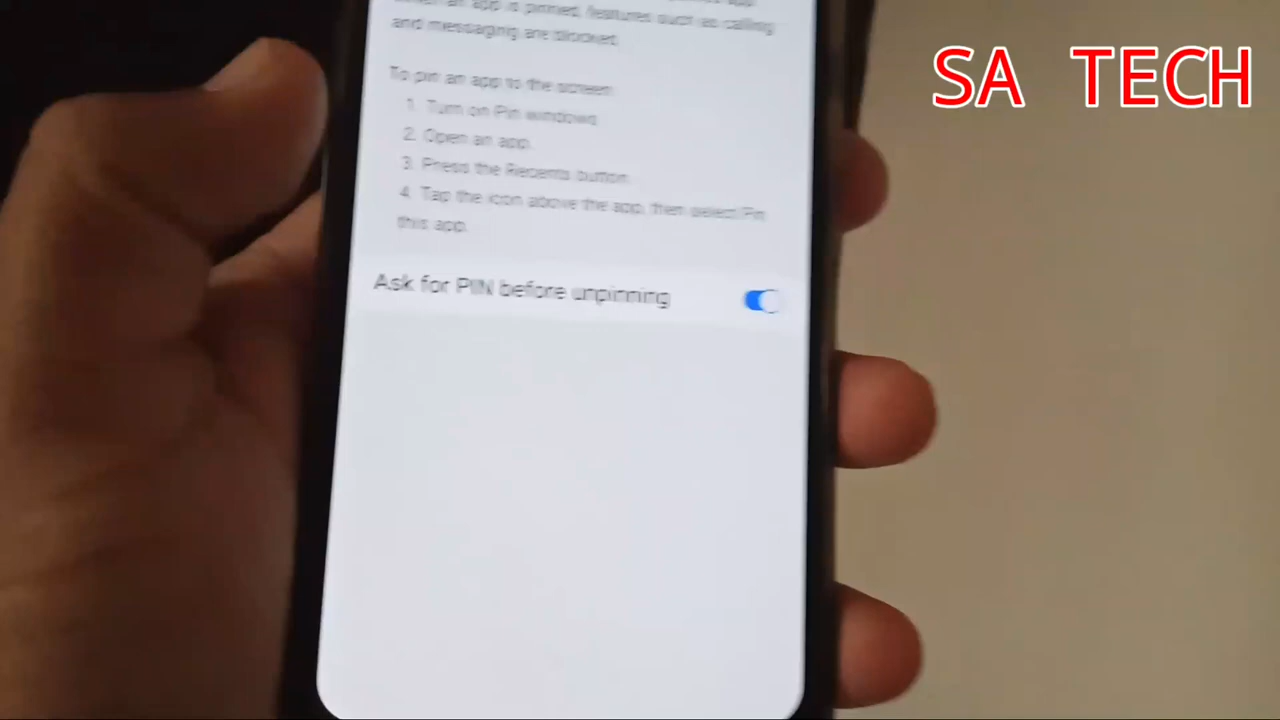 SA TECH
when an app is pinned, features such as calling
and messaging are blocked.
To pin an app to the screen:
1. Turn on Pin windows.
2. Open an app.
3. Press the Recents button.
4. Tap the icon above the app, then select Pin
this app.
Ask for PIN before unpinning